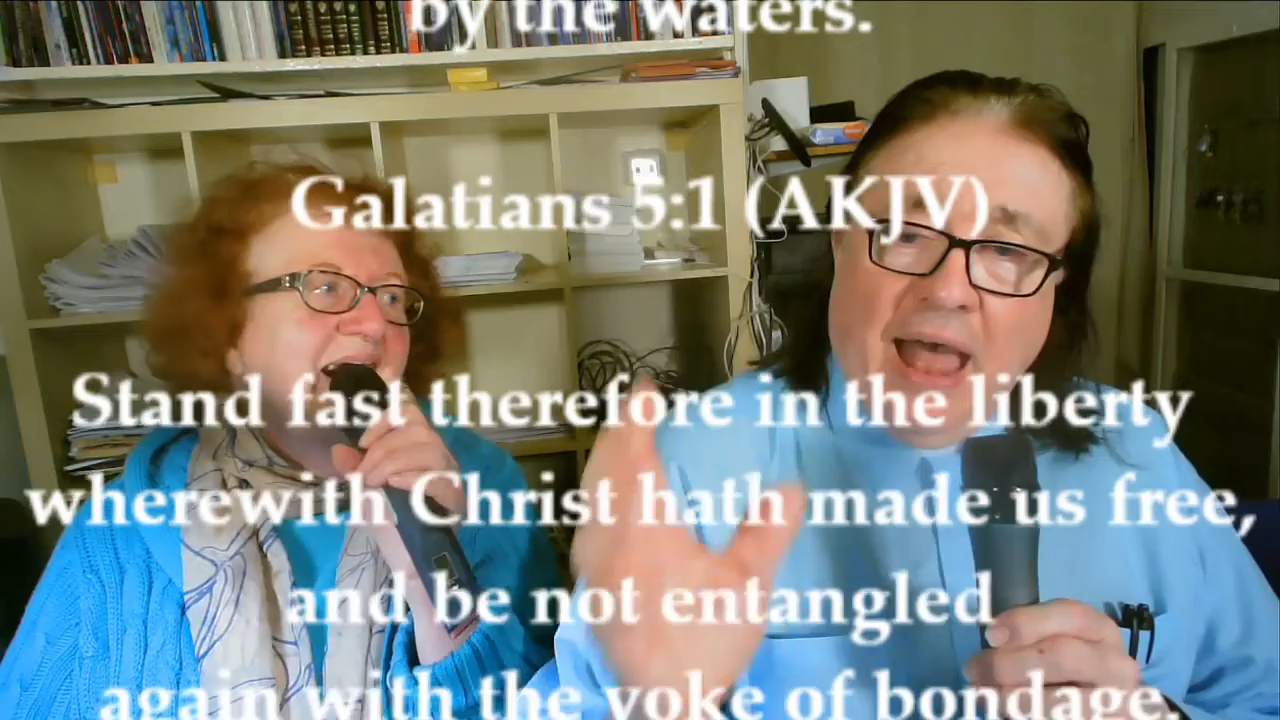 by the waters.
Galatians 5:1 (AKJV)
Stand fast therefore in the liberty
wherewith Christ hath made us free,
and be not entangled
again with the yoke of bondage.